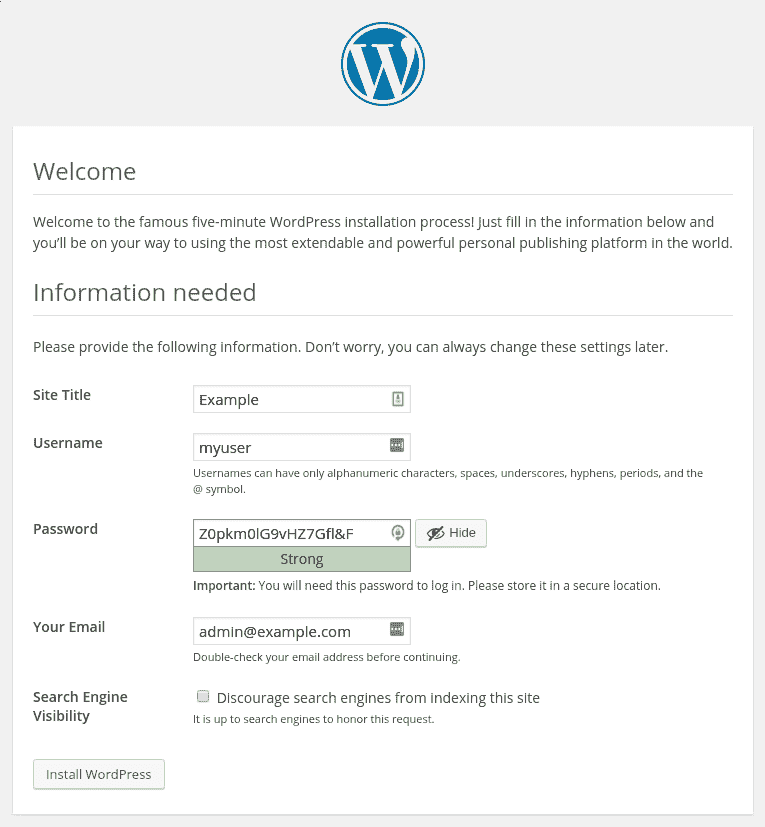 Welcome
Welcome to the famous five-minute WordPress installation process! Just fill in the information below and
you’ll be on your way to using the most extendable and powerful personal publishing platform in the world.
Information needed
Please provide the following information. Don’t worry, you can always change these settings later.
Site Title
Example
Username
myuser
Usernames can have only alphanumeric characters, spaces, underscores, hyphens, periods, and the
@ symbol.
Password
Z0pkm0lG9vHZ7Gfl&F
Hide
Strong
Important: You will need this password to log in. Please store it in a secure location.
Your Email
admin@example.com
Double-check your email address before continuing.
Search Engine
Visibility
Discourage search engines from indexing this site
It is up to search engines to honor this request.
Install WordPress